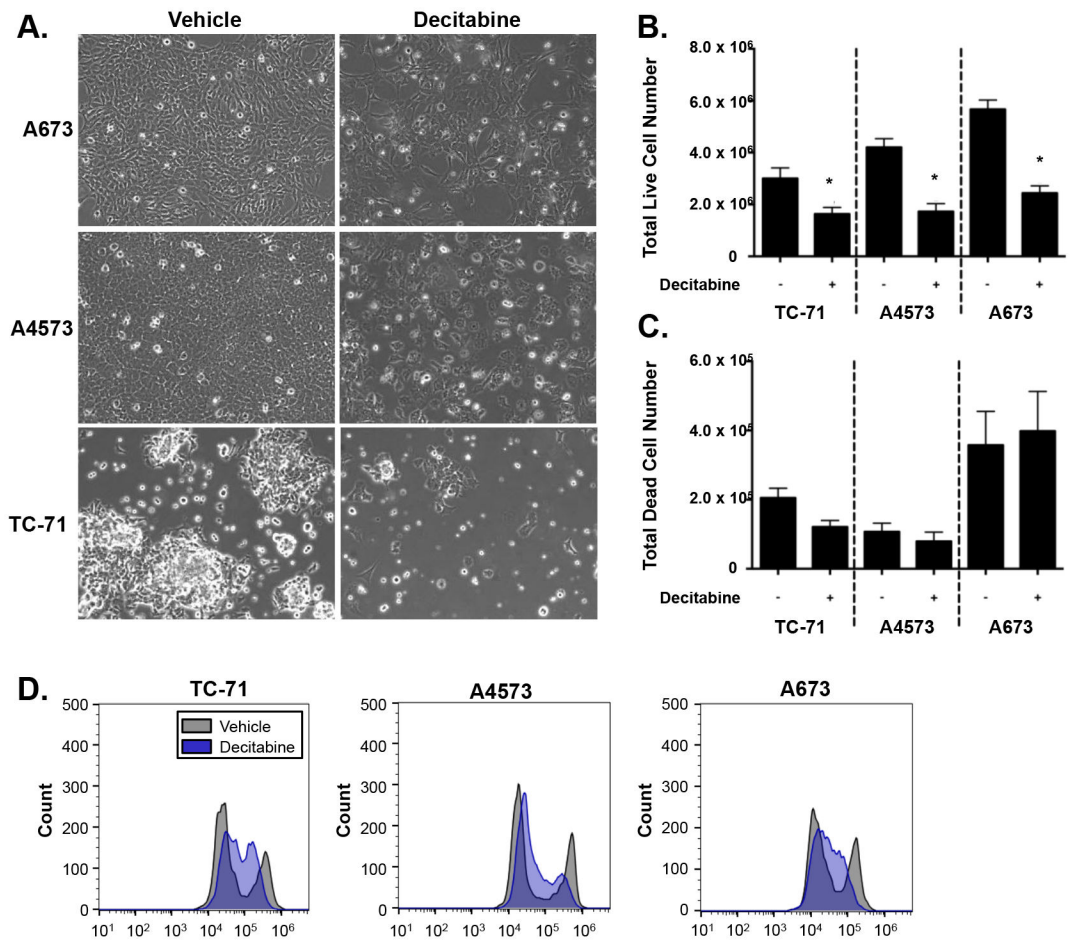 A.
Vehicle
Decitabine
A673
A4573
TC-71
B.
Total Live Cell Number
8.0 x 10⁶
6.0 x 10⁶
4.0 x 10⁶
2.0 x 10⁶
0
* * *
Decitabine - + - + - +
TC-71 A4573 A673
C.
Total Dead Cell Number
6.0 x 10⁵
4.0 x 10⁵
2.0 x 10⁵
0
Decitabine - + - + - +
TC-71 A4573 A673
D.
TC-71
Vehicle
Decitabine
Count
500
400
300
200
100
0
10¹ 10² 10³ 10⁴ 10⁵ 10⁶
A4573
Count
500
400
300
200
100
0
10¹ 10² 10³ 10⁴ 10⁵ 10⁶
A673
Count
500
400
300
200
100
0
10¹ 10² 10³ 10⁴ 10⁵ 10⁶